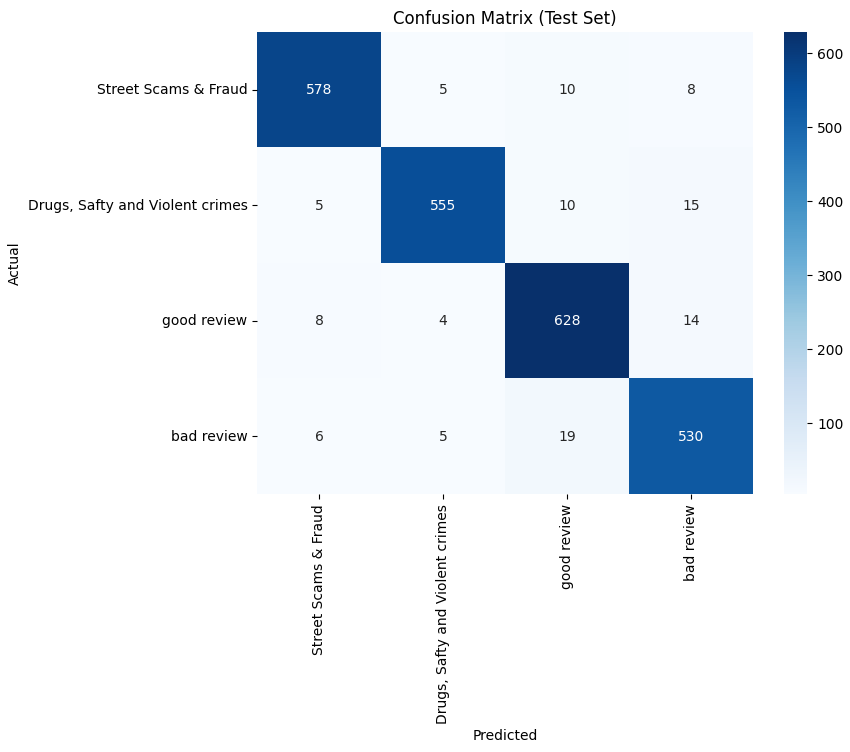 Confusion Matrix (Test Set)
Actual
Street Scams & Fraud
578 5 10 8
Drugs, Safty and Violent crimes
5 555 10 15
good review
8 4 628 14
bad review
6 5 19 530
Street Scams & Fraud
Drugs, Safty and Violent crimes
good review
bad review
Predicted
600
500
400
300
200
100